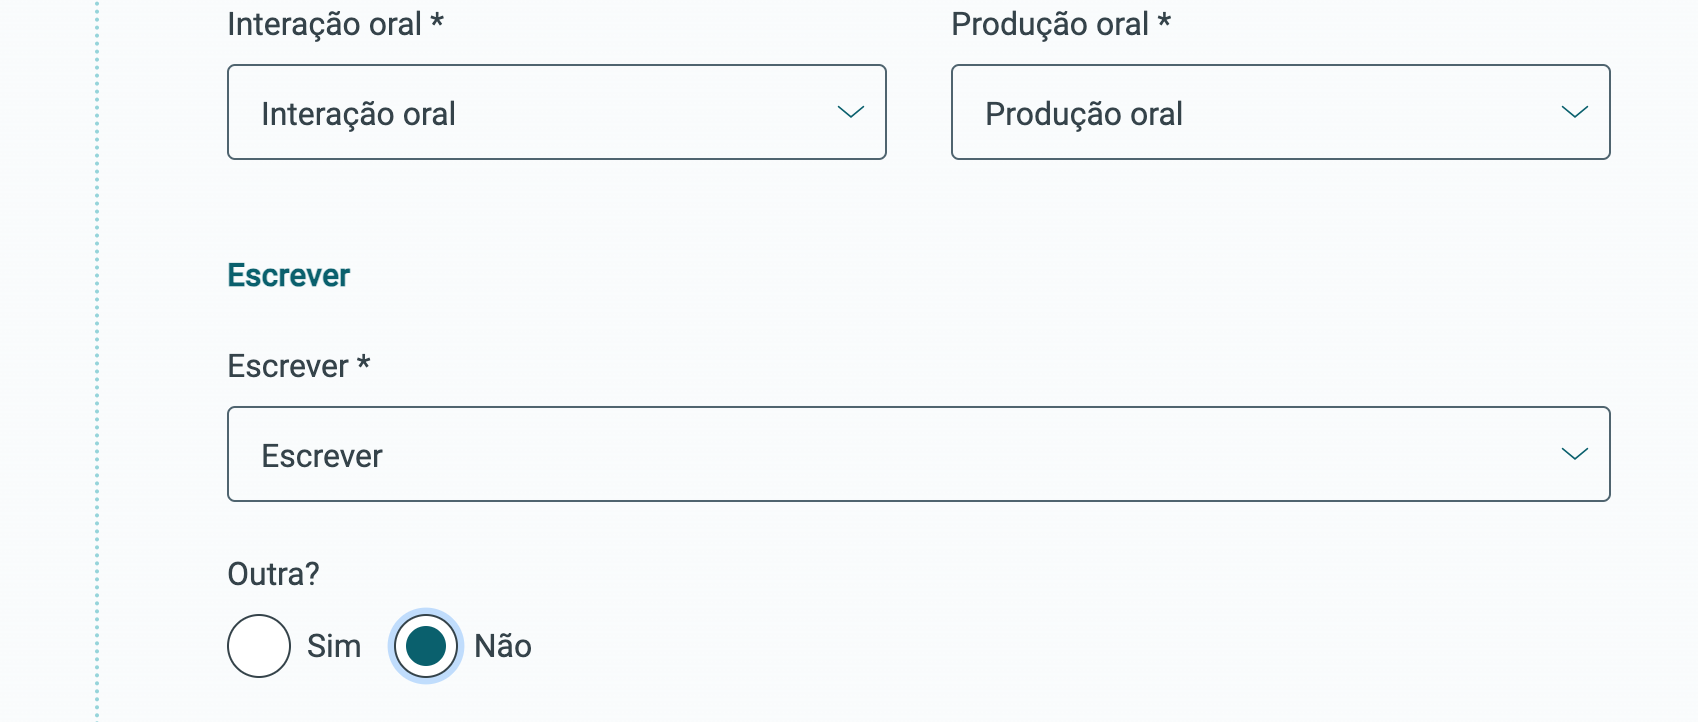 Interação oral *
Produção oral *
Interação oral
Produção oral
Escrever
Escrever *
Escrever
Outra?
Sim
Não